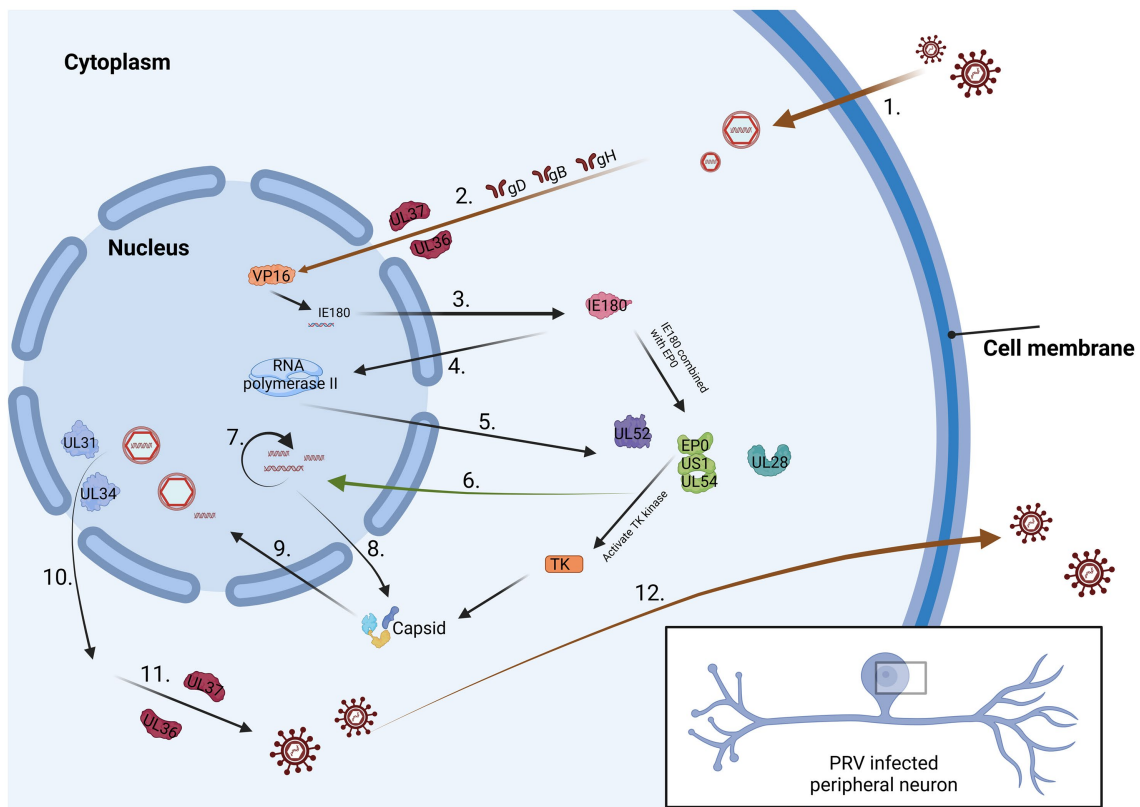 Cytoplasm
1.
2.
gD
gB
gH
UL37
UL36
Nucleus
VP16
IE180
3.
IE180
4.
RNA
polymerase II
IE180 combined
with EP0
Cell membrane
5.
UL52
EP0
US1
UL54
UL28
UL31
UL34
7.
6.
Activate TK kinase
TK
8.
9.
10.
Capsid
12.
11.
UL37
UL36
PRV infected
peripheral neuron